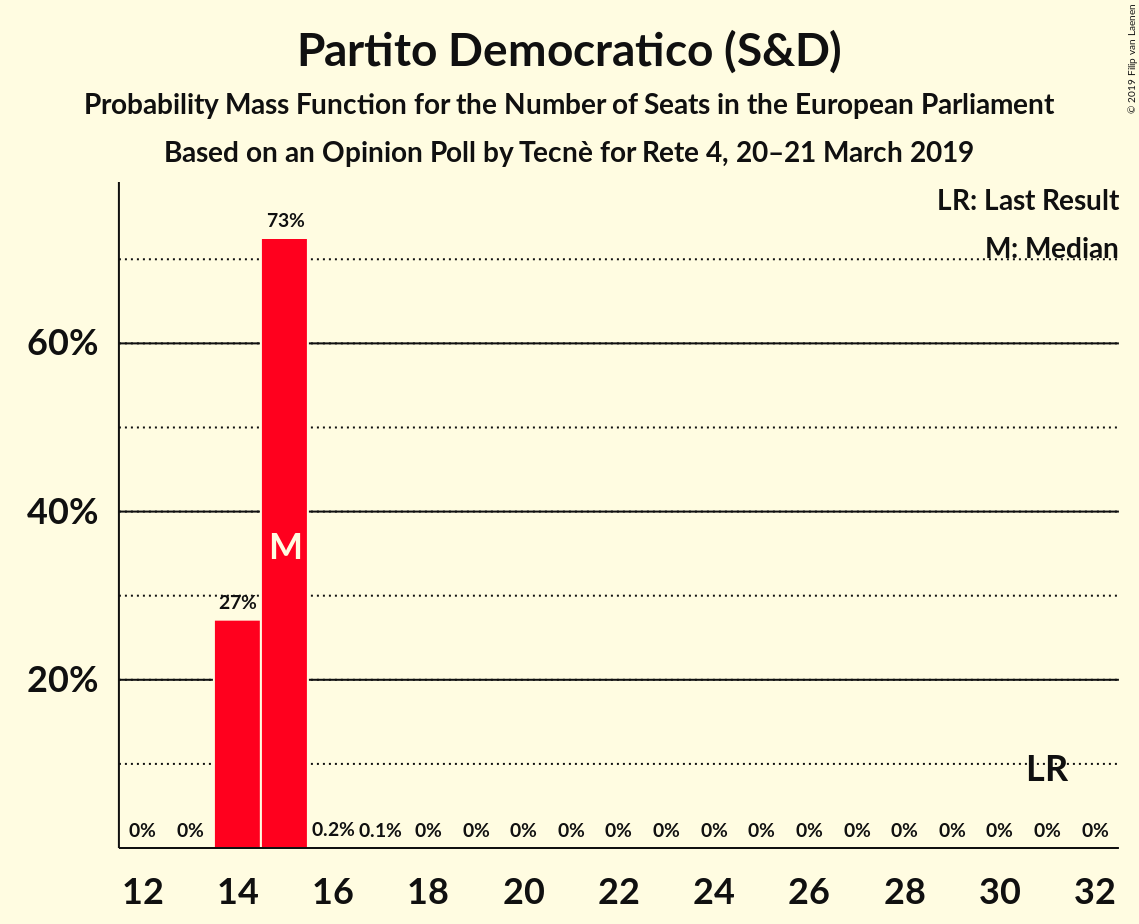 Partito Democratico (S&D)
Probability Mass Function for the Number of Seats in the European Parliament
Based on an Opinion Poll by Tecnè for Rete 4, 20–21 March 2019
© 2019 Filip van Laenen
LR: Last Result
M: Median
73%
60%
40%
M
27%
20%
LR
0% 0% 0.2% 0.1% 0% 0% 0% 0% 0% 0% 0% 0% 0% 0% 0% 0% 0% 0% 0%
12 14 16 18 20 22 24 26 28 30 32